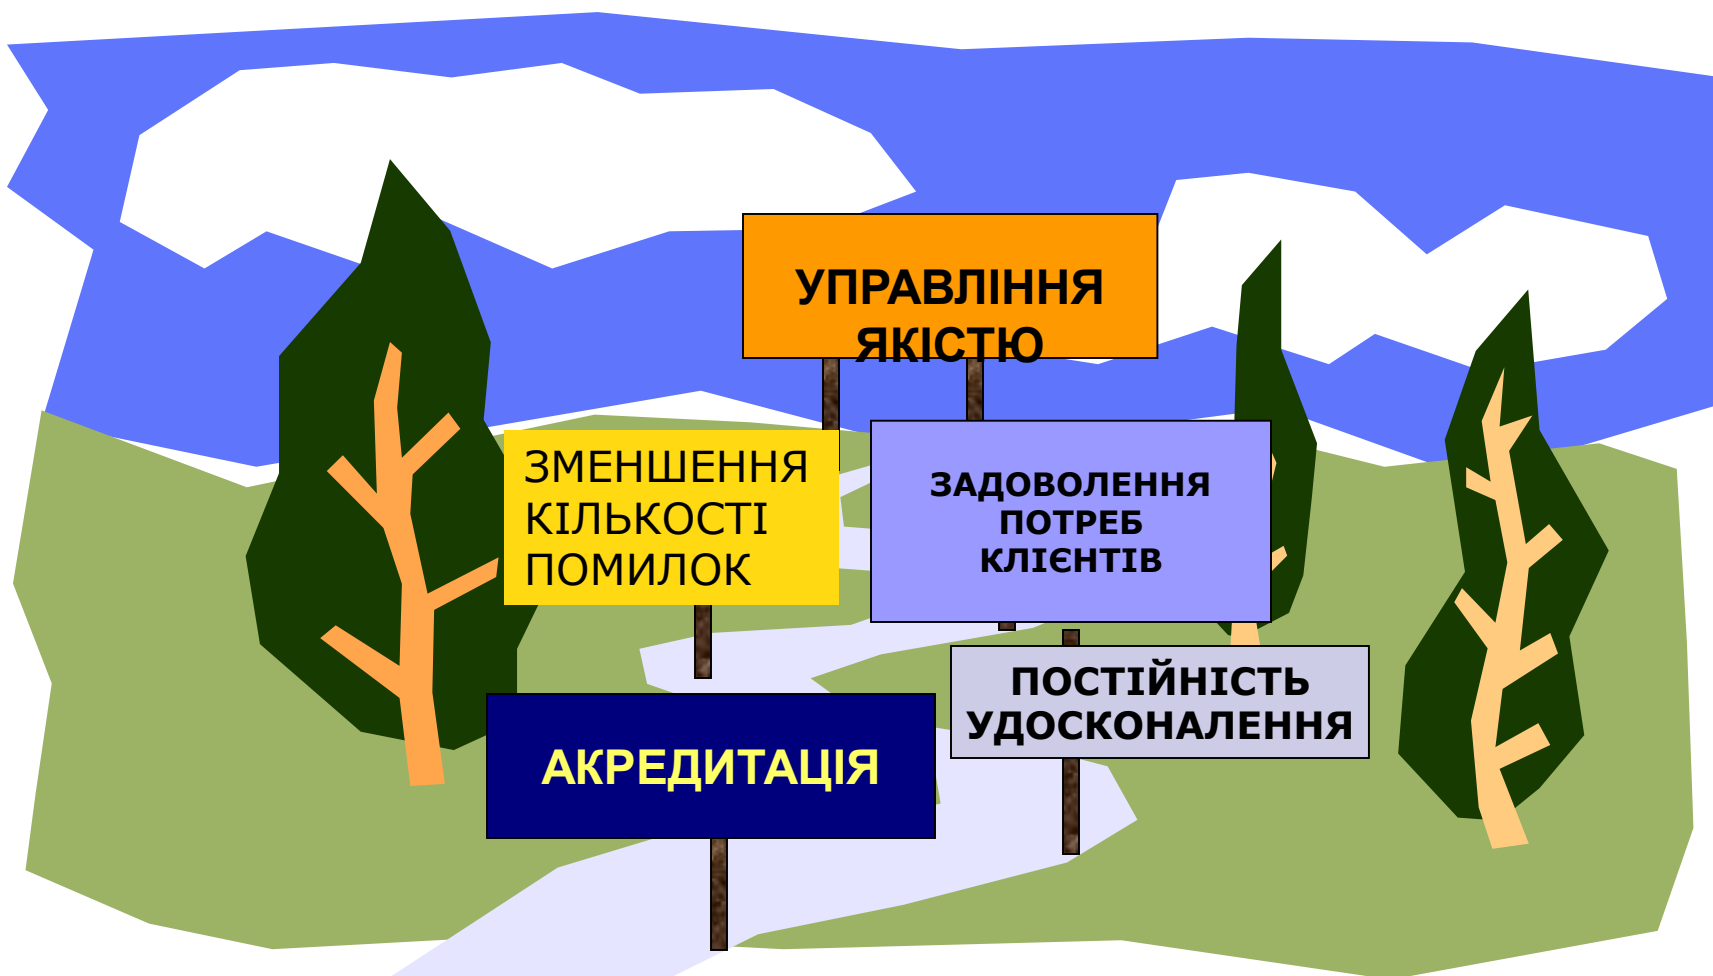 УПРАВЛІННЯ
ЯКІСТЮ
ЗМЕНШЕННЯ
КІЛЬКОСТІ
ПОМИЛОК
ЗАДОВОЛЕННЯ
ПОТРЕБ
КЛІЄНТІВ
ПОСТІЙНІСТЬ
УДОСКОНАЛЕННЯ
АКРЕДИТАЦІЯ